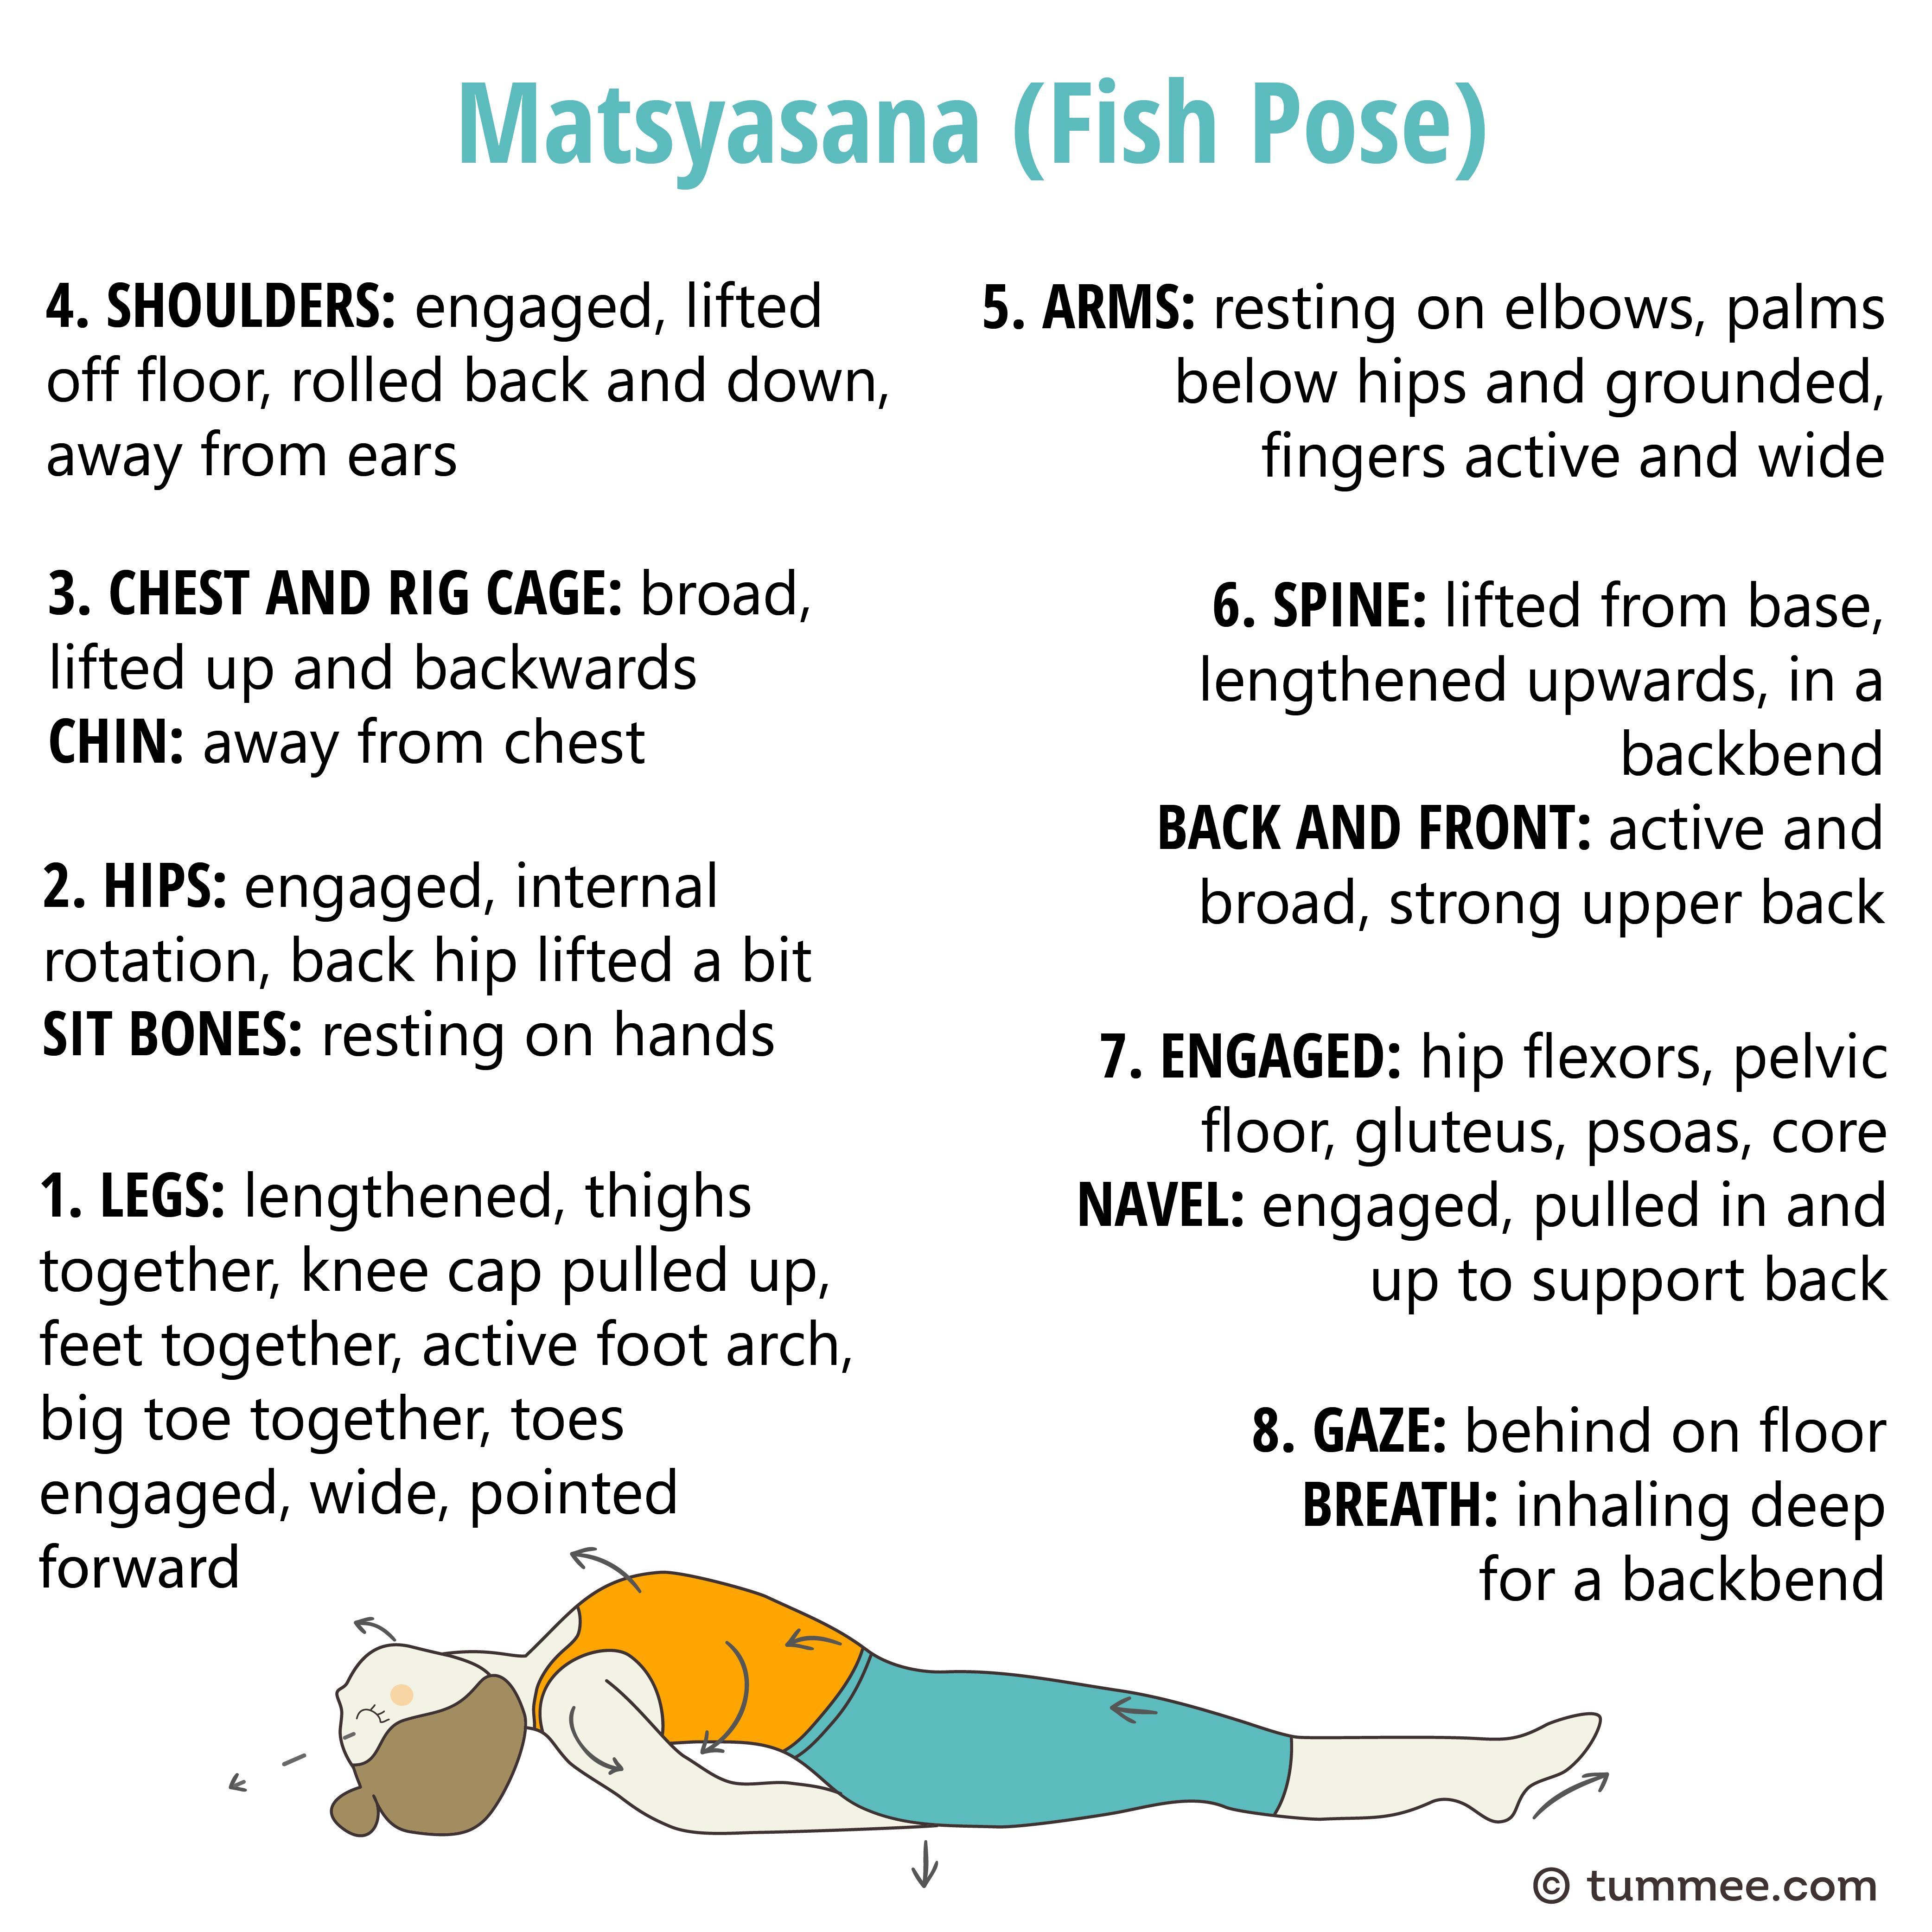 Matsyasana (Fish Pose)
4. SHOULDERS: engaged, lifted
off floor, rolled back and down,
away from ears
3. CHEST AND RIG CAGE: broad,
lifted up and backwards
CHIN: away from chest
2. HIPS: engaged, internal
rotation, back hip lifted a bit
SIT BONES: resting on hands
1. LEGS: lengthened, thighs
together, knee cap pulled up,
feet together, active foot arch,
big toe together, toes
engaged, wide, pointed
forward
5. ARMS: resting on elbows, palms
below hips and grounded,
fingers active and wide
6. SPINE: lifted from base,
lengthened upwards, in a
backbend
BACK AND FRONT: active and
broad, strong upper back
7. ENGAGED: hip flexors, pelvic
floor, gluteus, psoas, core
NAVEL: engaged, pulled in and
up to support back
8. GAZE: behind on floor
BREATH: inhaling deep
for a backbend
© tummee.com